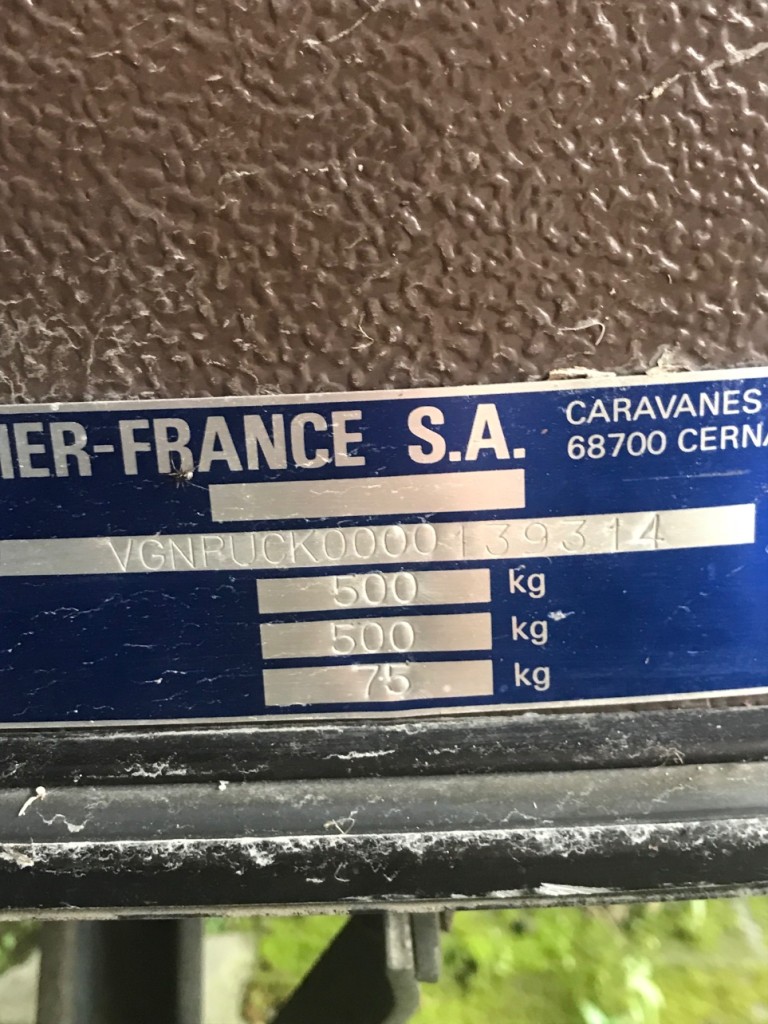 IER-FRANCE S.A.
CARAVANES
68700 CERNA
VGNRUCK0000139314
500 kg
500 kg
75 kg